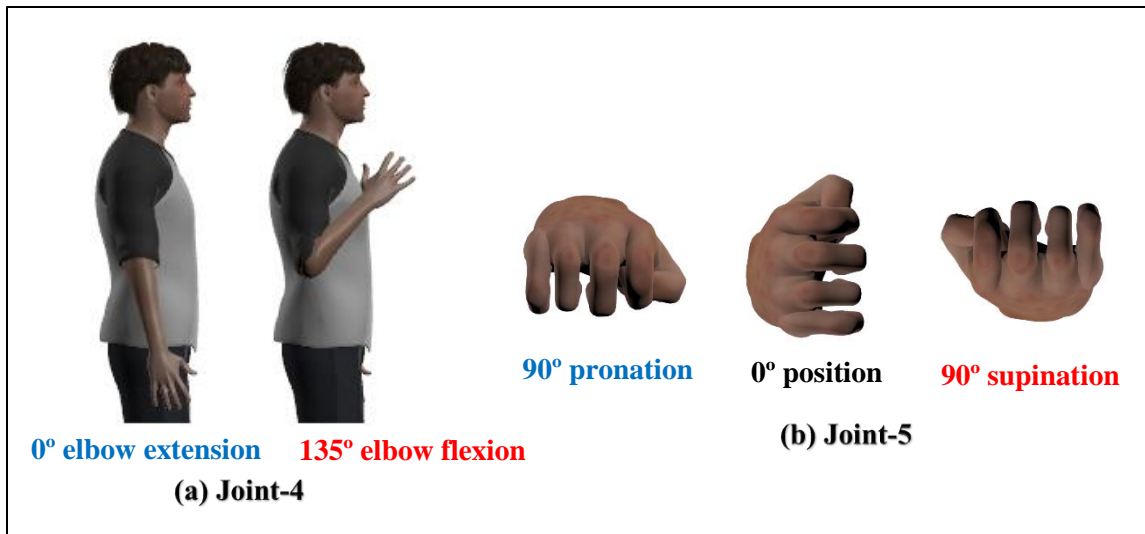 0º elbow extension
135º elbow flexion
(a) Joint-4
90º pronation
0º position
90º supination
(b) Joint-5